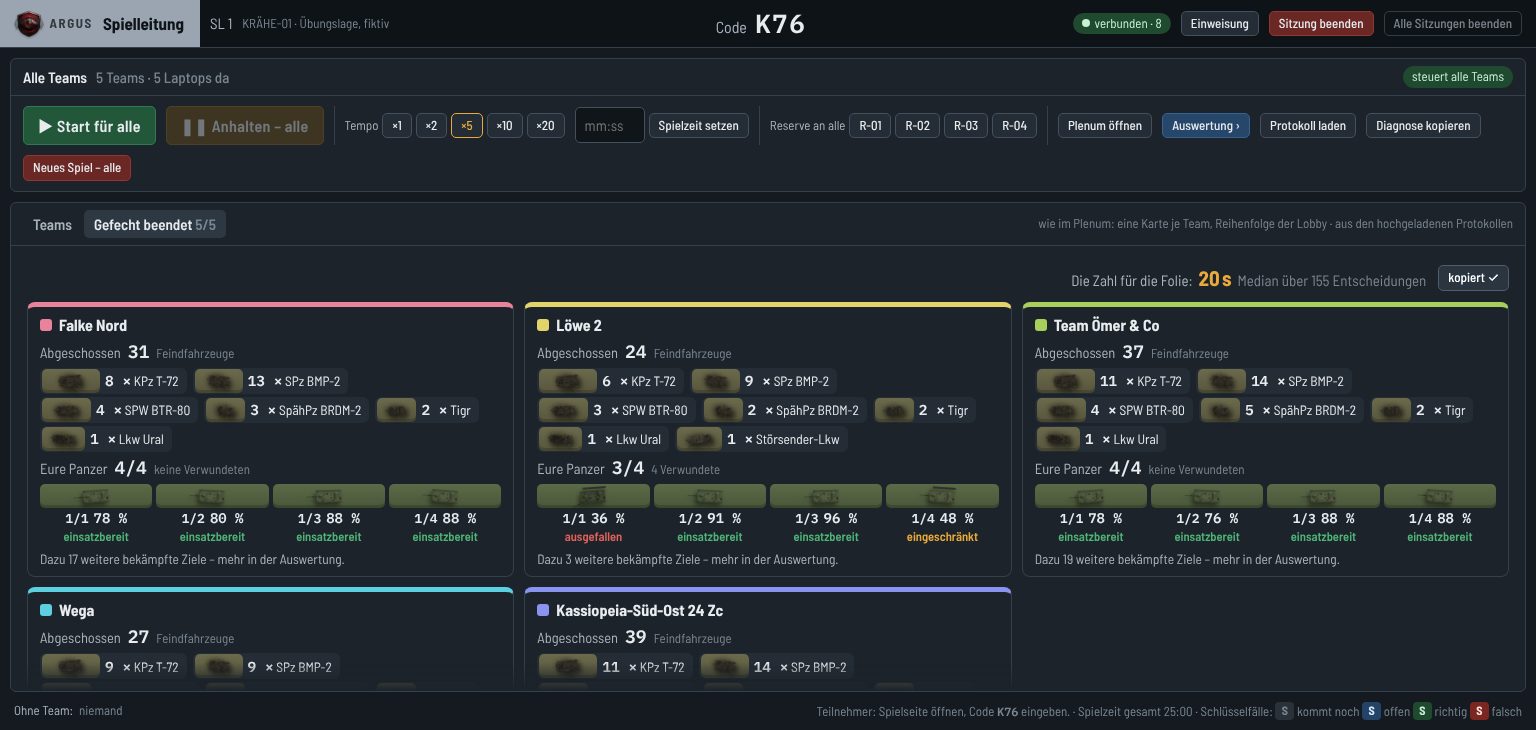 ARGUS Spielleitung SL 1 KRÄHE-01 · Übungslage, fiktiv Code K76 verbunden · 8 Einweisung Sitzung beenden Alle Sitzungen beenden
Alle Teams 5 Teams · 5 Laptops da steuert alle Teams
▶ Start für alle ❚❚ Anhalten – alle Tempo ×1 ×2 ×5 ×10 ×20 mm:ss Spielzeit setzen Reserve an alle R-01 R-02 R-03 R-04 Plenum öffnen Auswertung › Protokoll laden Diagnose kopieren
Neues Spiel – alle
Teams Gefecht beendet 5/5 wie im Plenum: eine Karte je Team, Reihenfolge der Lobby · aus den hochgeladenen Protokollen
Die Zahl für die Folie: 20 s Median über 155 Entscheidungen kopiert ✓
Falke Nord
Abgeschossen 31 Feindfahrzeuge
8 × KPz T-72 13 × SPz BMP-2
4 × SPW BTR-80 3 × SpähPz BRDM-2 2 × Tigr
1 × Lkw Ural
Eure Panzer 4/4 keine Verwundeten
1/1 78 % 1/2 80 % 1/3 88 % 1/4 88 %
einsatzbereit einsatzbereit einsatzbereit einsatzbereit
Dazu 17 weitere bekämpfte Ziele – mehr in der Auswertung.
Löwe 2
Abgeschossen 24 Feindfahrzeuge
6 × KPz T-72 9 × SPz BMP-2
3 × SPW BTR-80 2 × SpähPz BRDM-2 2 × Tigr
1 × Lkw Ural 1 × Störsender-Lkw
Eure Panzer 3/4 4 Verwundete
1/1 36 % 1/2 91 % 1/3 96 % 1/4 48 %
ausgefallen einsatzbereit einsatzbereit eingeschränkt
Dazu 3 weitere bekämpfte Ziele – mehr in der Auswertung.
Team Ömer & Co
Abgeschossen 37 Feindfahrzeuge
11 × KPz T-72 14 × SPz BMP-2
4 × SPW BTR-80 5 × SpähPz BRDM-2 2 × Tigr
1 × Lkw Ural
Eure Panzer 4/4 keine Verwundeten
1/1 78 % 1/2 76 % 1/3 88 % 1/4 88 %
einsatzbereit einsatzbereit einsatzbereit einsatzbereit
Dazu 19 weitere bekämpfte Ziele – mehr in der Auswertung.
Wega
Abgeschossen 27 Feindfahrzeuge
9 × KPz T-72 9 × SPz BMP-2
Kassiopeia-Süd-Ost 24 Zc
Abgeschossen 39 Feindfahrzeuge
11 × KPz T-72 14 × SPz BMP-2
Ohne Team: niemand Teilnehmer: Spielseite öffnen, Code K76 eingeben. · Spielzeit gesamt 25:00 · Schlüsselfälle: S kommt noch S offen S richtig S falsch